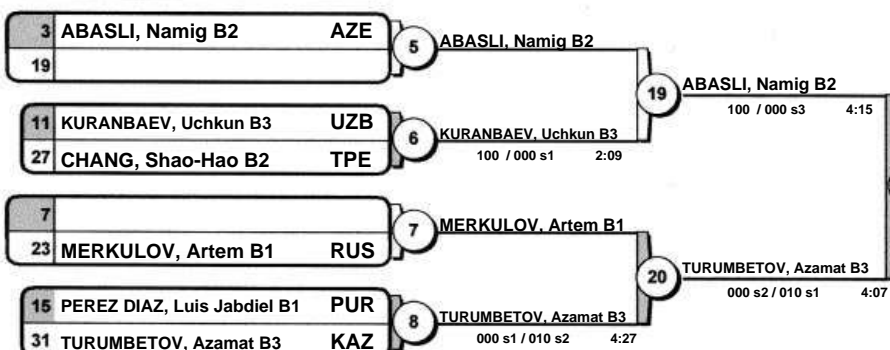 3 ABASLI, Namig B2 AZE
19
5
ABASLI, Namig B2
11 KURANBAEV, Uchkun B3 UZB
27 CHANG, Shao-Hao B2 TPE
6
KURANBAEV, Uchkun B3
100 / 000 s1 2:09
19
ABASLI, Namig B2
100 / 000 s3 4:15
7
23 MERKULOV, Artem B1 RUS
7
MERKULOV, Artem B1
15 PEREZ DIAZ, Luis Jabdiel B1 PUR
31 TURUMBETOV, Azamat B3 KAZ
8
TURUMBETOV, Azamat B3
000 s1 / 010 s2 4:27
20
TURUMBETOV, Azamat B3
000 s2 / 010 s1 4:07